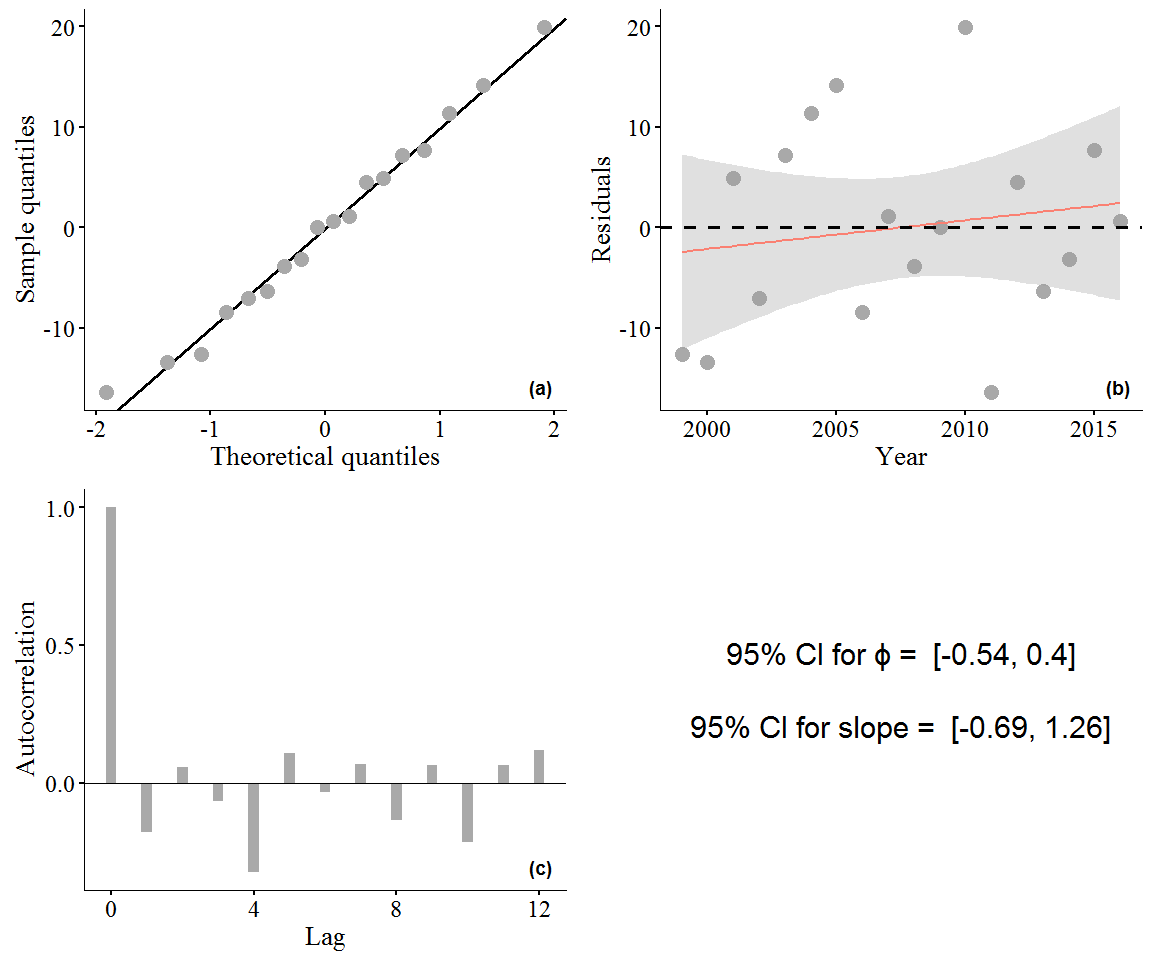 20
10
0
-10
Sample quantiles
(a)
-2 -1 0 1 2
Theoretical quantiles
20
10
0
-10
Residuals
(b)
2000 2005 2010 2015
Year
1.0
0.5
0.0
Autocorrelation
(c)
0 4 8 12
Lag
95% CI for ϕ = [-0.54, 0.4]
95% CI for slope = [-0.69, 1.26]